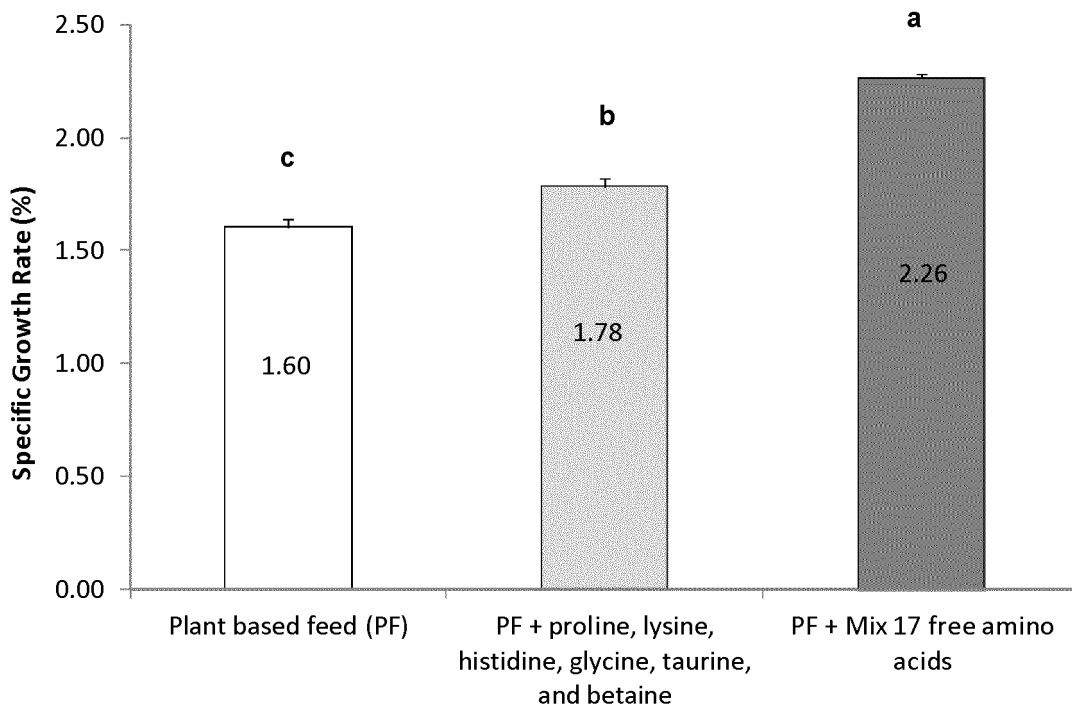 2.50
2.00
1.50
1.00
0.50
0.00
Specific Growth Rate (%)
c
b
a
1.60
1.78
2.26
Plant based feed (PF)
PF + proline, lysine,
histidine, glycine, taurine,
and betaine
PF + Mix 17 free amino
acids